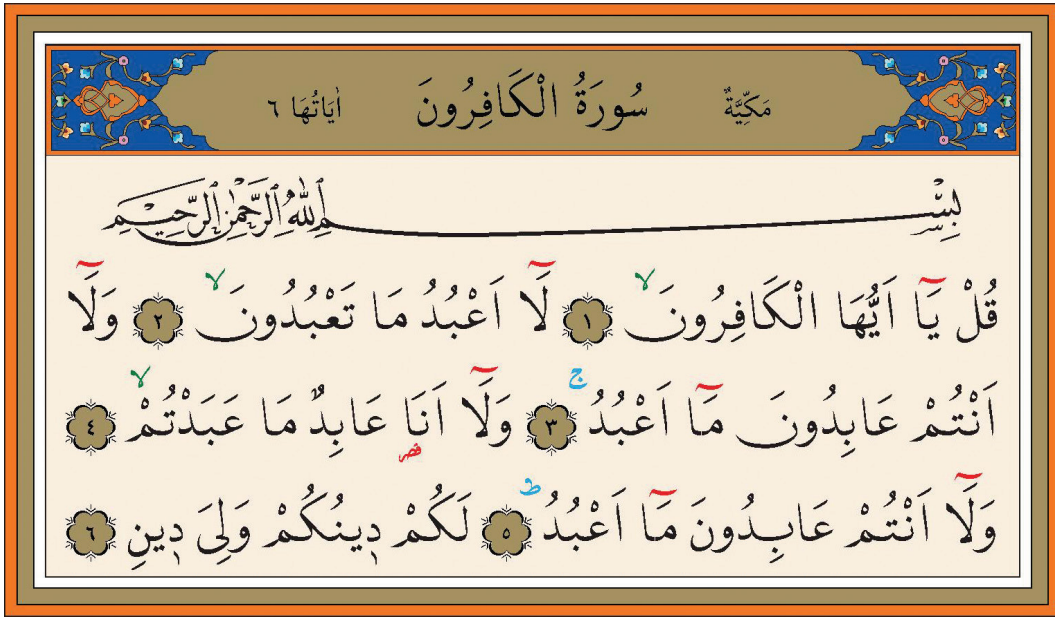 مَكِّيَّةٌ سُورَةُ الْكَافِرُونَ اٰيَاتُهَا ٦
بِسْمِ اللّٰهِ الرَّحْمٰنِ الرَّحٖيمِ
قُلْ يَٓا اَيُّهَا الْكَافِرُونَۙ ١ لَٓا اَعْبُدُ مَا تَعْبُدُونَۙ ٢ وَلَٓا
اَنْتُمْ عَابِدُونَ مَٓا اَعْبُدُۚ ٣ وَلَٓا اَنَا۬ عَابِدٌ مَا عَبَدْتُمْۙ ٤
وَلَٓا اَنْتُمْ عَابِدُونَ مَٓا اَعْبُدُۜ ٥ لَكُمْ دٖينُكُمْ وَلِىَ دٖينِ ٦